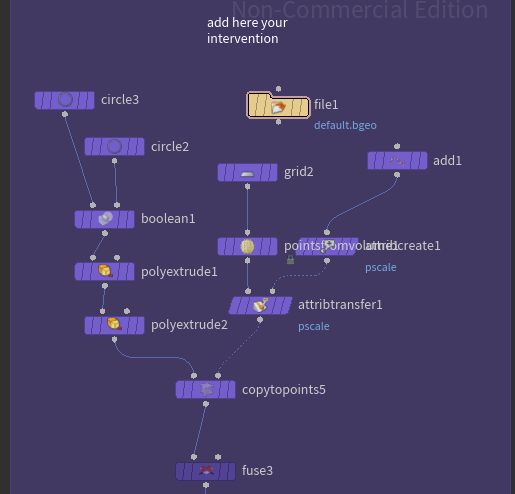 Non-Commercial Edition
add here your
intervention
circle3
file1
default.bgeo
circle2
add1
grid2
boolean1
attribcreate1
pscale
polyextrude1
attribtransfer1
pscale
polyextrude2
copytopoints5
fuse3